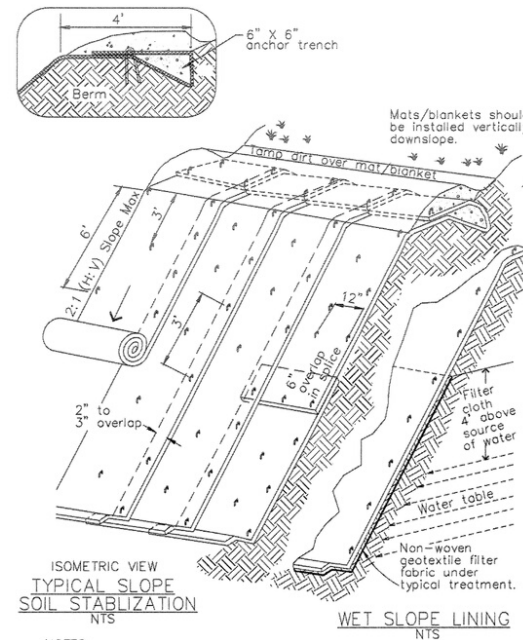 4'
6" X 6"
anchor trench
Berm
Mats/blankets
be installed vertically
downslope.
Tamp dirt over mat/blanket
6'
3'
2:1 (H:V) Slope Max
12"
3'
6"
overlap
in splice
2" to
3" overlap
Filter
cloth
4' above
source
of water
Water table
Non-woven
geotextile filter
fabric under
typical treatment.
ISOMETRIC VIEW
TYPICAL SLOPE
SOIL STABLIZATION
NTS
WET SLOPE LINING
NTS